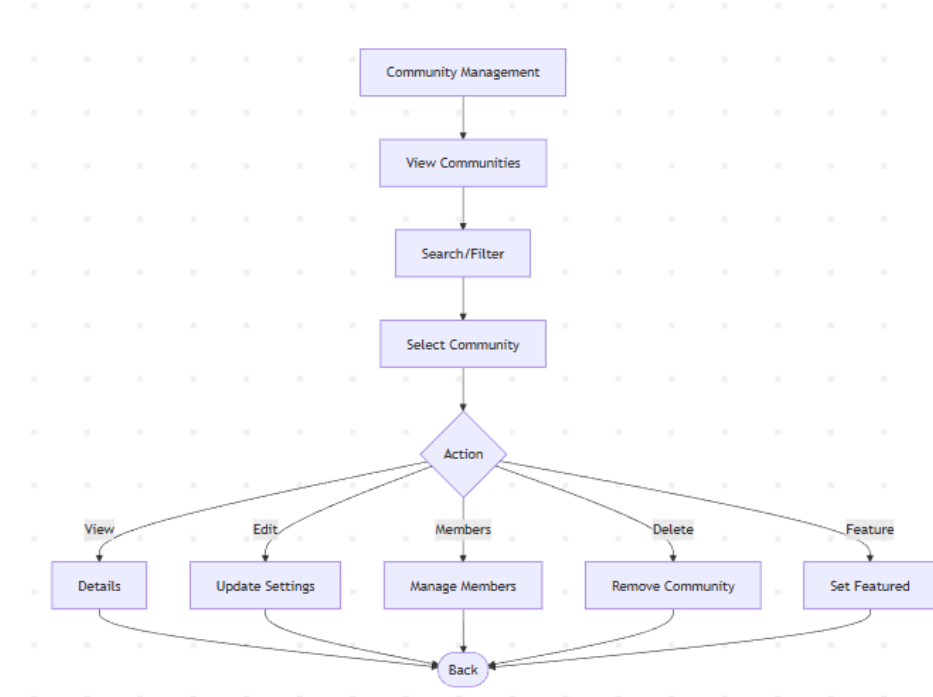 Community Management
View Communities
Search/Filter
Select Community
Action
View
Edit
Members
Delete
Feature
Details
Update Settings
Manage Members
Remove Community
Set Featured
Back